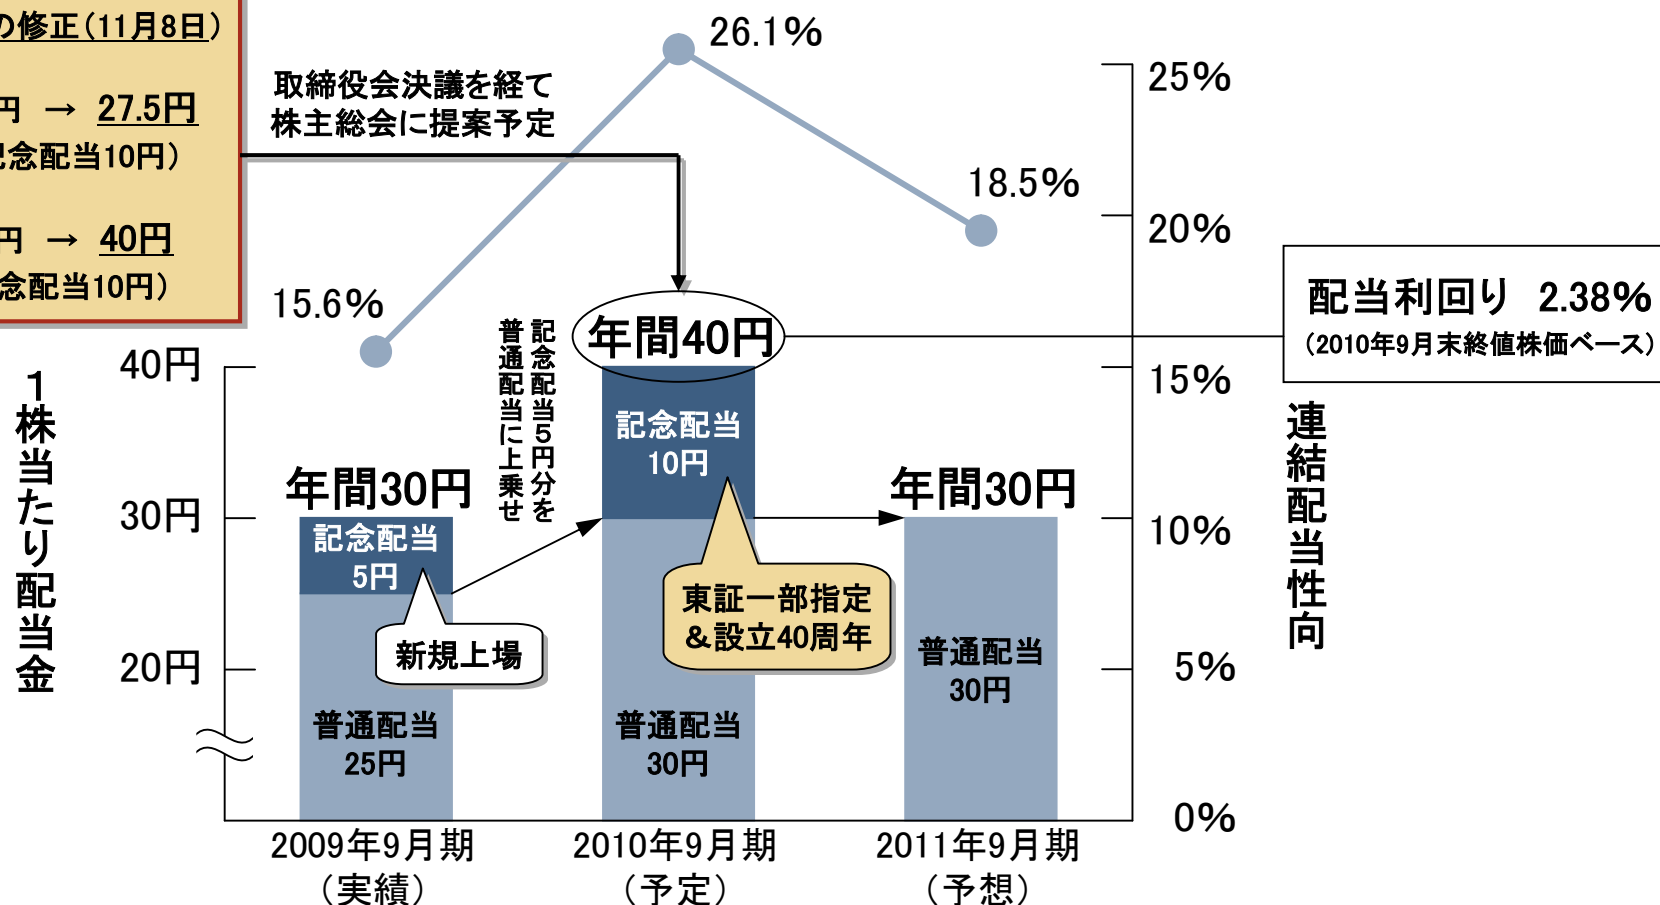 の修正(11月8日)
円 → 27.5円
記念配当10円)
円 → 40円
念配当10円)
取締役会決議を経て
株主総会に提案予定
26.1%
18.5%
15.6%
25%
20%
15%
10%
5%
0%
連結配当性向
配当利回り 2.38%
(2010年9月末終値株価ベース)
1株当たり配当金
40円
30円
20円
年間30円
記念配当
5円
新規上場
普通配当
25円
記念配当5円分を
普通配当に上乗せ
年間40円
記念配当
10円
東証一部指定
&設立40周年
普通配当
30円
年間30円
普通配当
30円
2009年9月期
(実績)
2010年9月期
(予定)
2011年9月期
(予想)